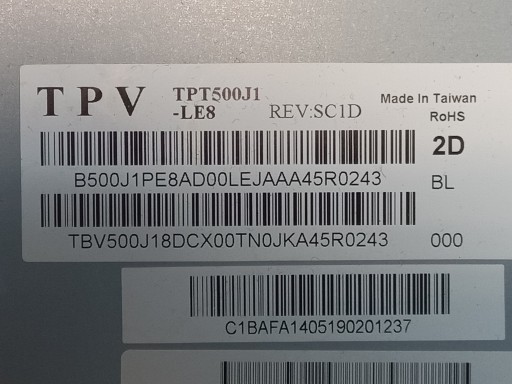 TPV TPT500J1
-LE8 REV:SC1D Made In Taiwan
RoHS
2D
B500J1PE8AD00LEJAAA45R0243 BL
TBV500J18DCX00TN0JKA45R0243 000
C1BAFA1405190201237